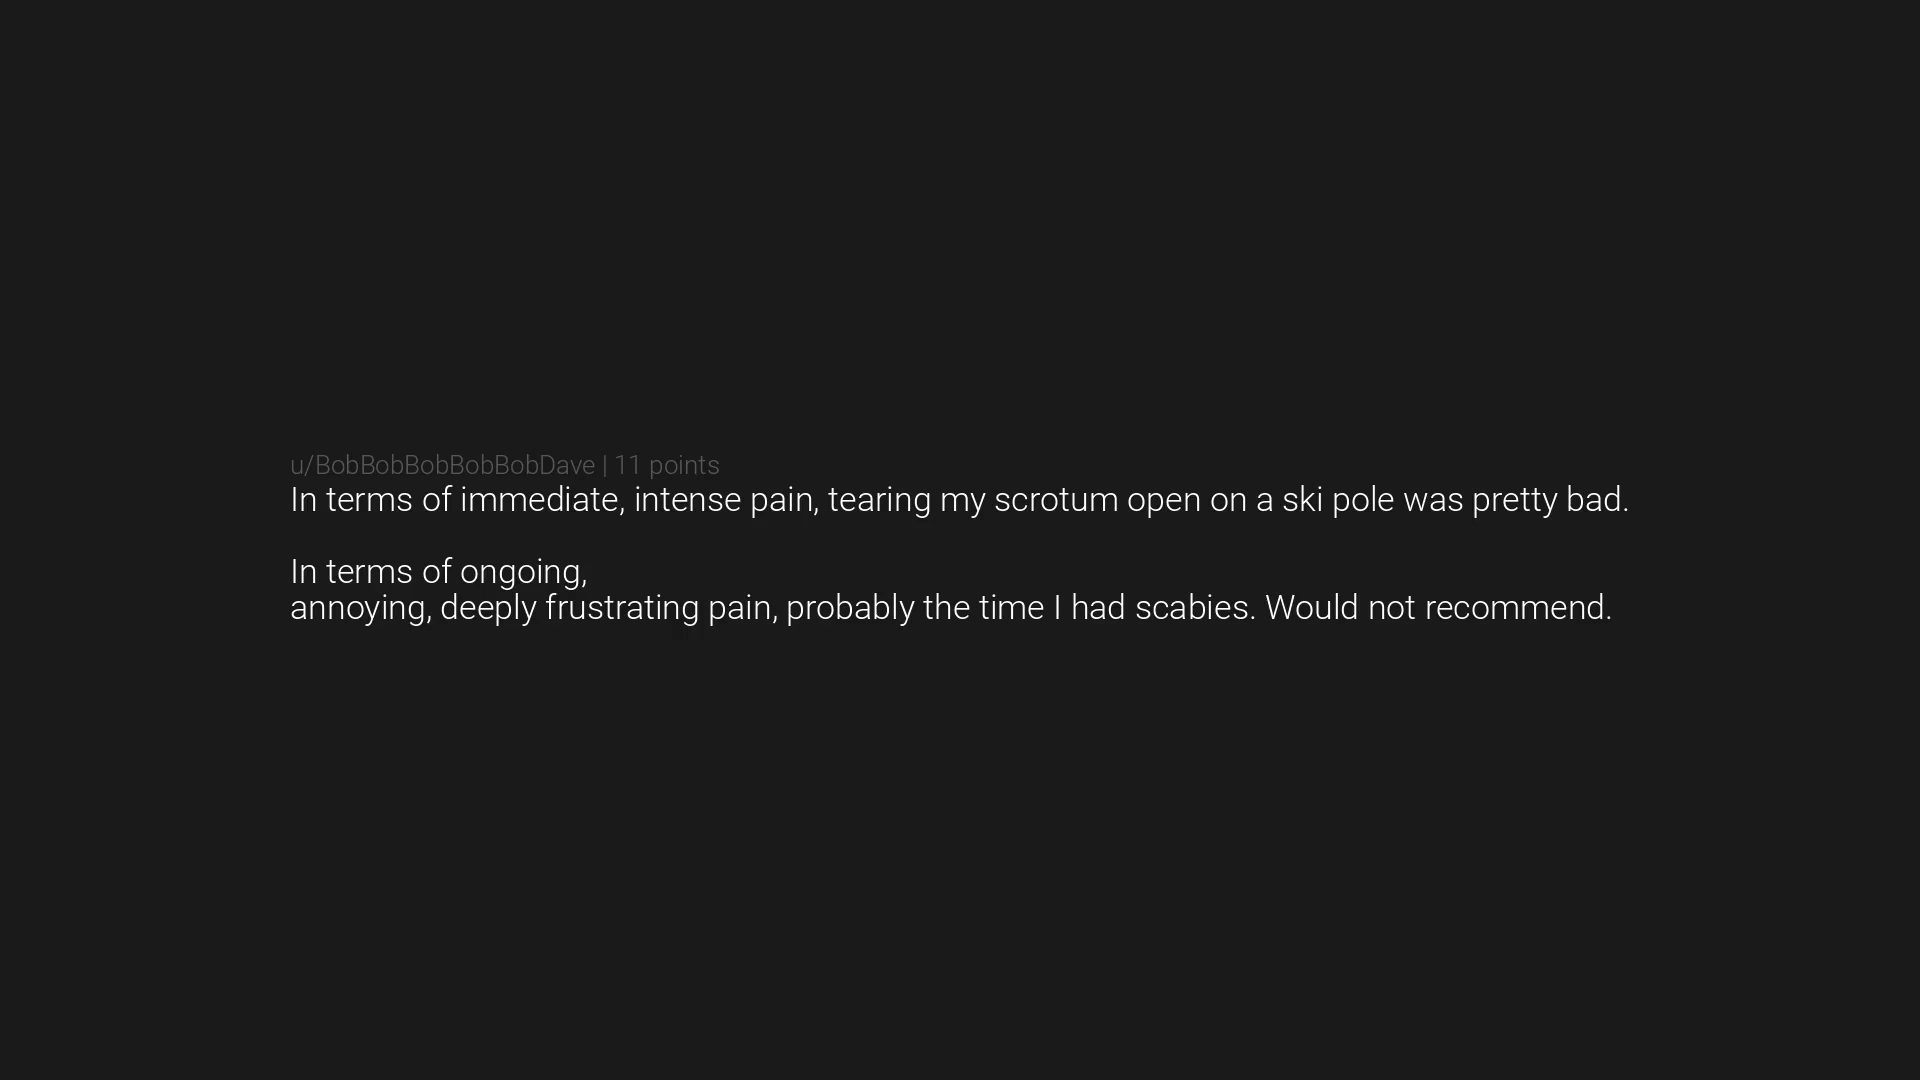 u/BobBobBobBobBobDave | 11 points
In terms of immediate, intense pain, tearing my scrotum open on a ski pole was pretty bad.
In terms of ongoing,
annoying, deeply frustrating pain, probably the time I had scabies. Would not recommend.